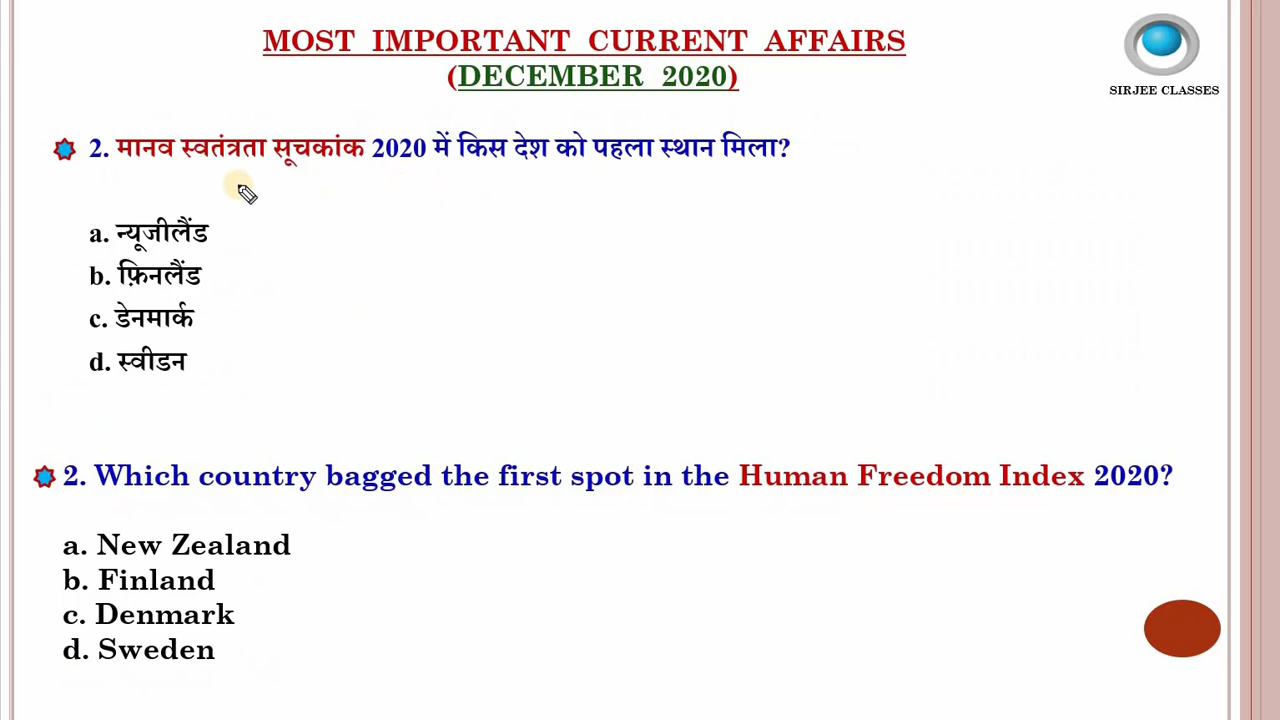 MOST IMPORTANT CURRENT AFFAIRS
(DECEMBER 2020)
SIRJEE CLASSES
2. मानव स्वतंत्रता सूचकांक 2020 में किस देश को पहला स्थान मिला?
a. न्यूजीलैंड
b. फ़िनलैंड
c. डेनमार्क
d. स्वीडन
2. Which country bagged the first spot in the Human Freedom Index 2020?
a. New Zealand
b. Finland
c. Denmark
d. Sweden